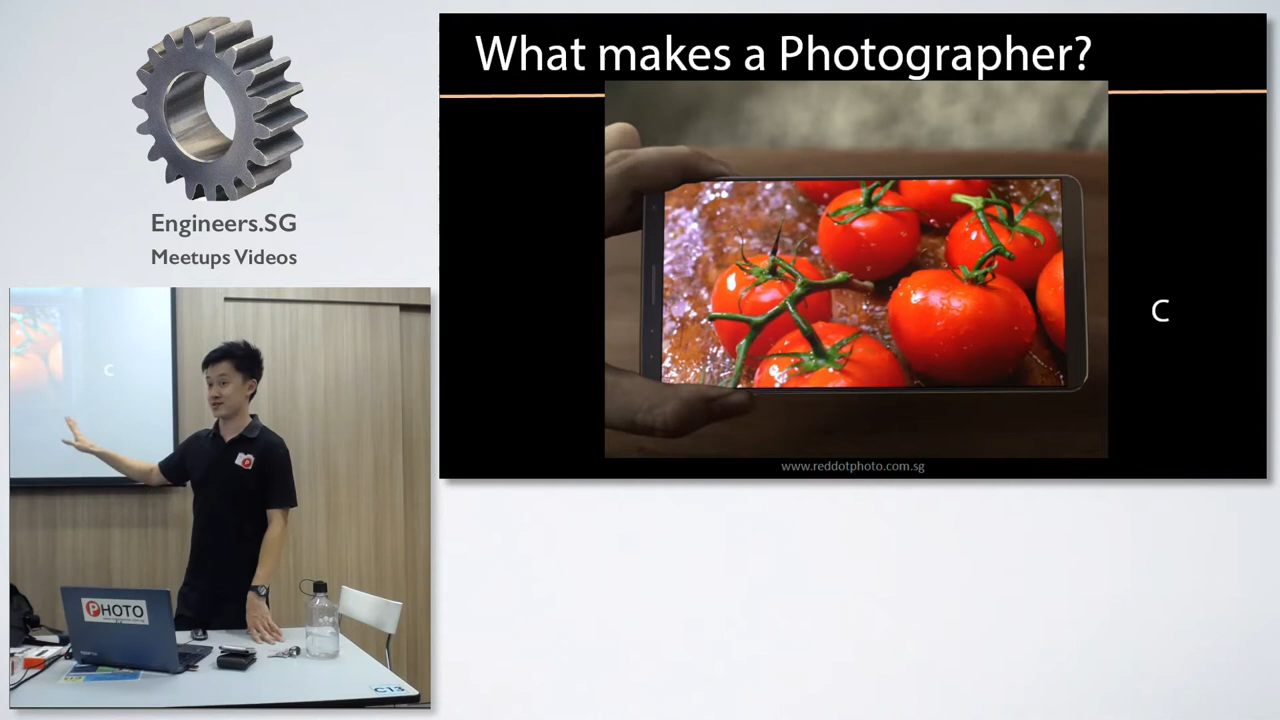 Engineers.SG
Meetups Videos
What makes a Photographer?
C
www.reddotphoto.com.sg
C
PHOTO
C13